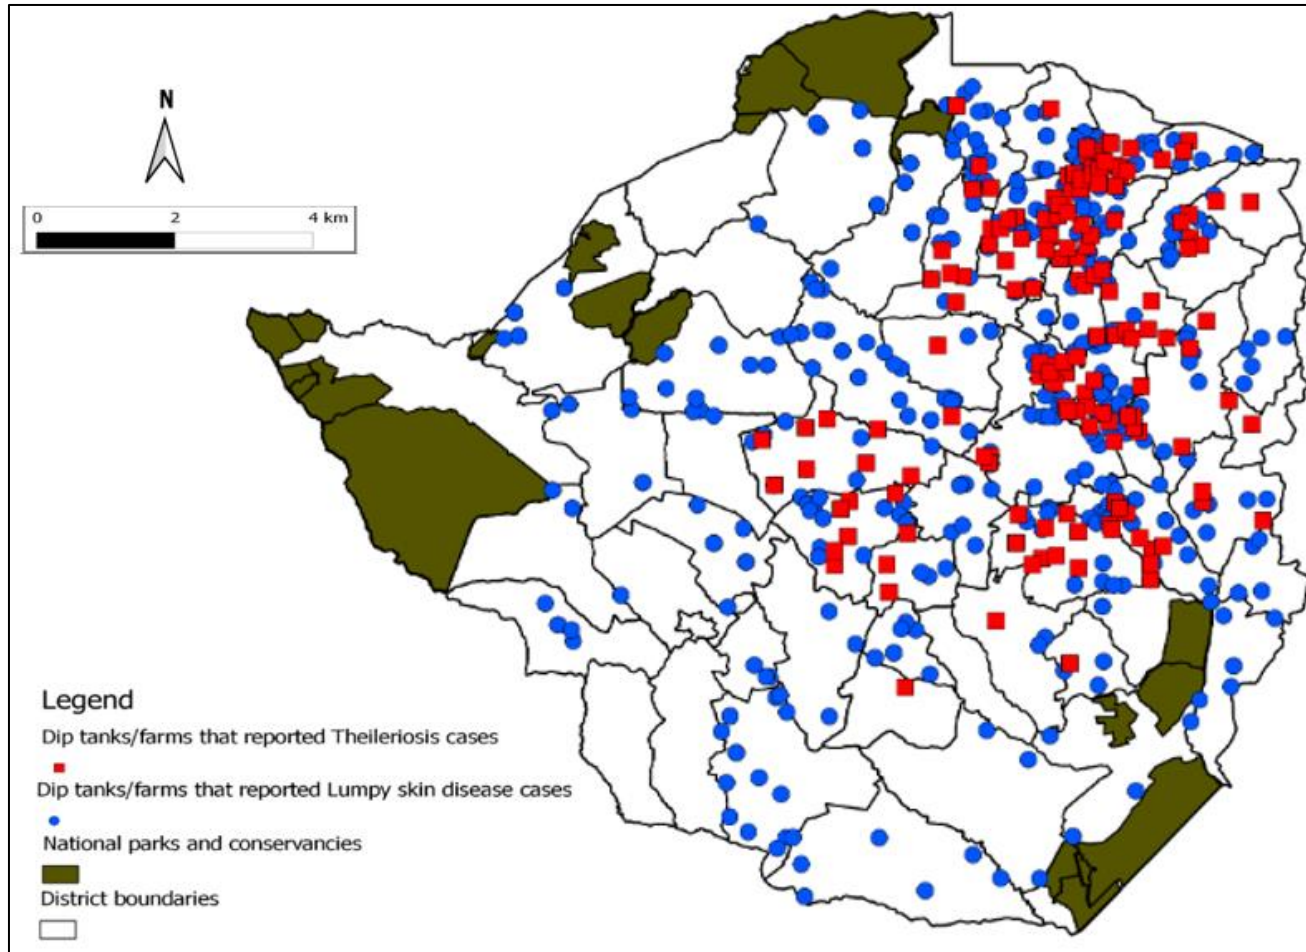 N
0 2 4 km
Legend
Dip tanks/farms that reported Theileriosis cases
Dip tanks/farms that reported Lumpy skin disease cases
National parks and conservancies
District boundaries